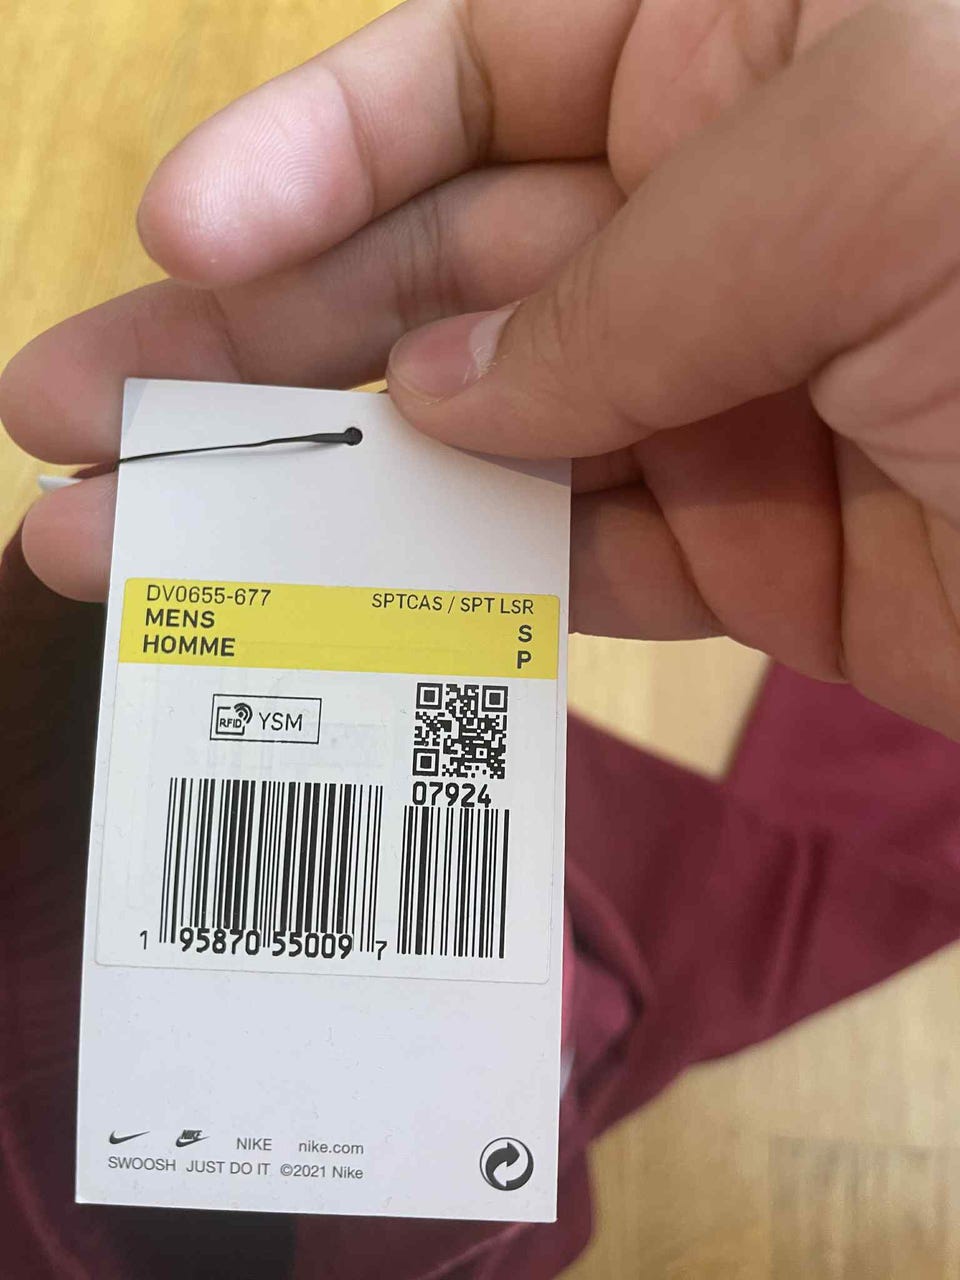 DV0655-677 SPTCAS / SPT LSR
MENS S
HOMME P
RFID YSM
07924
1 95870 55009 7
NIKE NIKE nike.com
SWOOSH JUST DO IT ©2021 Nike